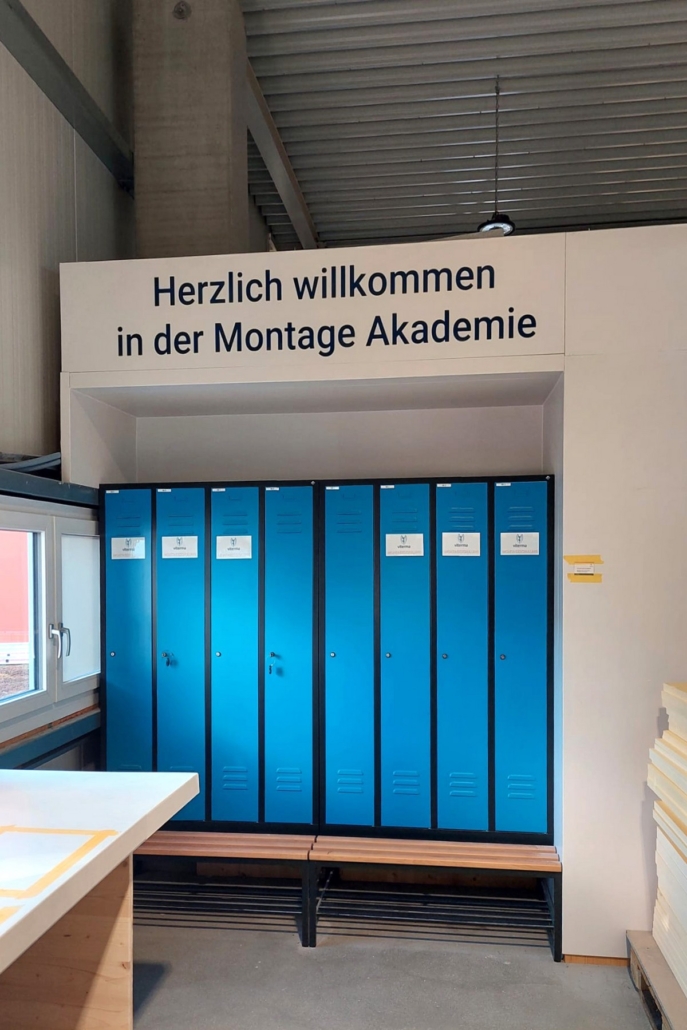 Herzlich willkommen
in der Montage Akademie